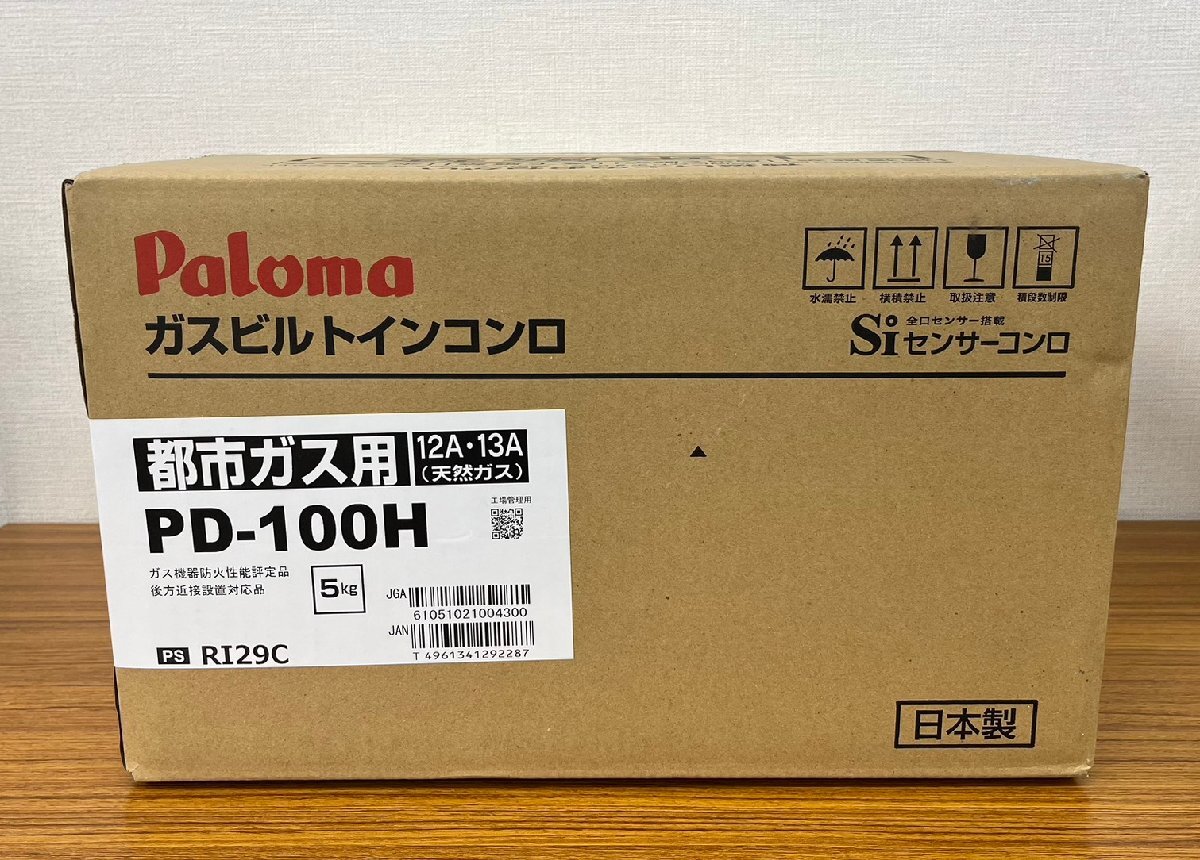 Paloma
ガスビルトインコンロ
水濡禁止 横積禁止 取扱注意 積段数制限
15
全口センサー搭載
Siセンサーコンロ
都市ガス用 12A・13A
(天然ガス)
工場管理用
PD-100H
ガス機器防火性能評定品
後方近接設置対応品
5kg
JGA
61051021004300
JAN
T 4961341292287
PS RI29C
日本製